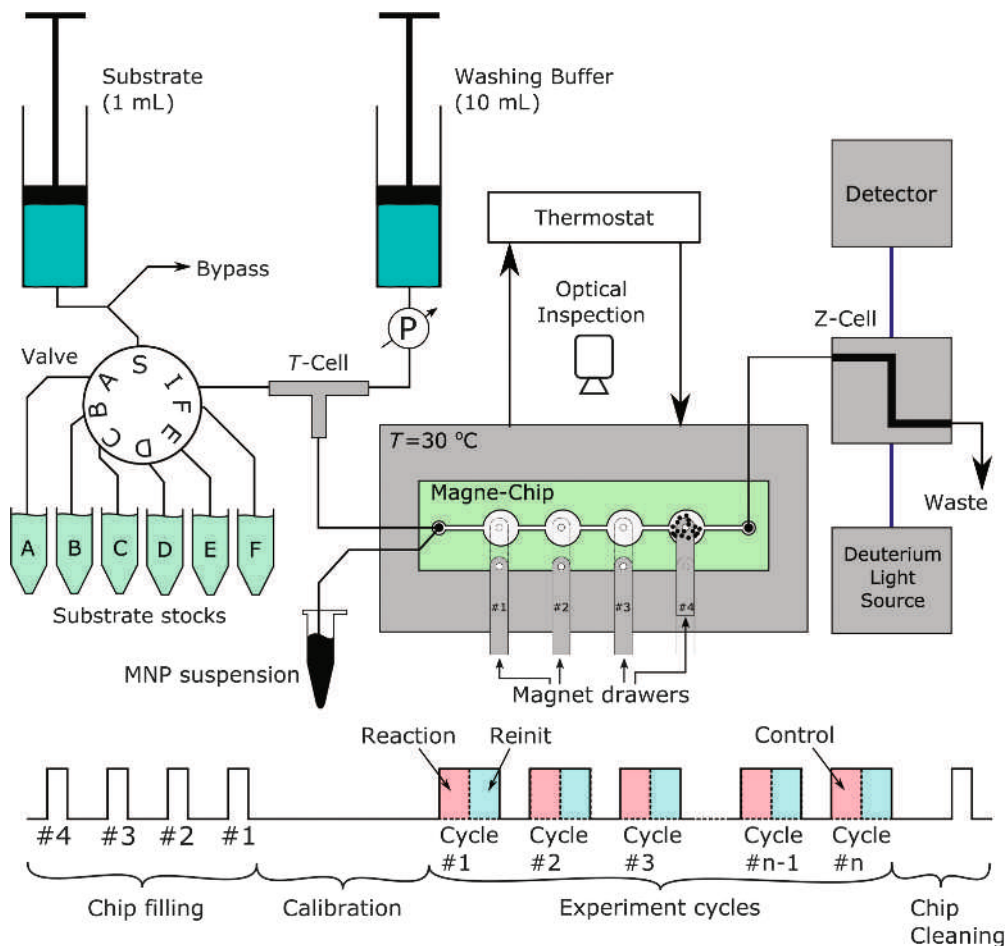 Substrate
(1 mL)
Washing Buffer
(10 mL)
Detector
Thermostat
Bypass
Optical
Inspection
P
Z-Cell
Valve
T-Cell
S
I
F
E
D
C
B
A
T=30 °C
Magne-Chip
Waste
A
B
C
D
E
F
Deuterium
Light
Source
#1
#2
#3
#4
Substrate stocks
MNP suspension
Magnet drawers
Reaction
Reinit
Control
#4
#3
#2
#1
Cycle
#1
Cycle
#2
Cycle
#3
Cycle
#n-1
Cycle
#n
Chip filling
Calibration
Experiment cycles
Chip
Cleaning